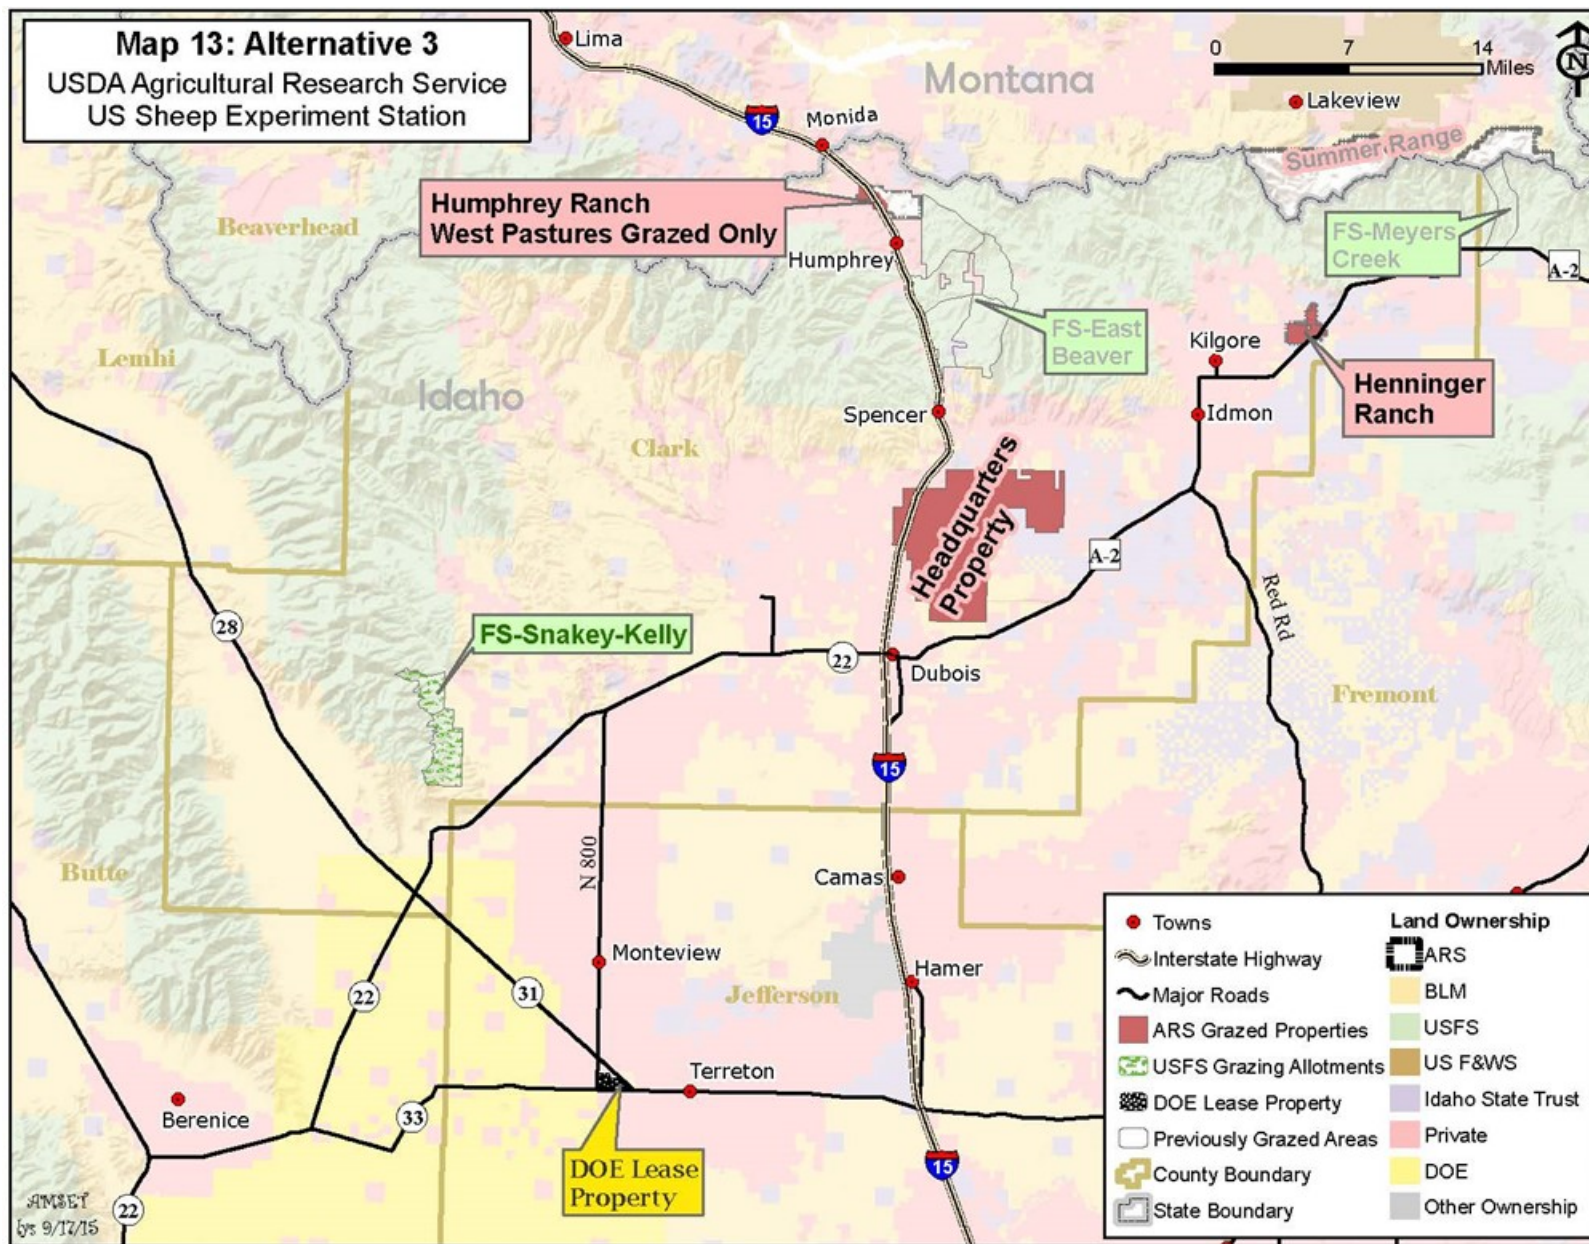 Map 13: Alternative 3
USDA Agricultural Research Service
US Sheep Experiment Station
Lima
Montana
0 7 14
Miles
N
Lakeview
15
Monida
Summer Range
Humphrey Ranch
West Pastures Grazed Only
Beaverhead
Humphrey
FS-Meyers
Creek
A-2
FS-East
Beaver
Lemhi
Idaho
Kilgore
Henninger
Ranch
Spencer
Idmon
Clark
Headquarters
Property
A-2
28
FS-Snakey-Kelly
Red Rd
22
Dubois
Fremont
15
N 800
Butte
Camas
Monteview
Hamer
22
31
Jefferson
Terreton
Berenice
33
DOE Lease
Property
15
22
AMSET
lys 9/17/15
Towns
Interstate Highway
Major Roads
ARS Grazed Properties
USFS Grazing Allotments
DOE Lease Property
Previously Grazed Areas
County Boundary
State Boundary
Land Ownership
ARS
BLM
USFS
US F&WS
Idaho State Trust
Private
DOE
Other Ownership